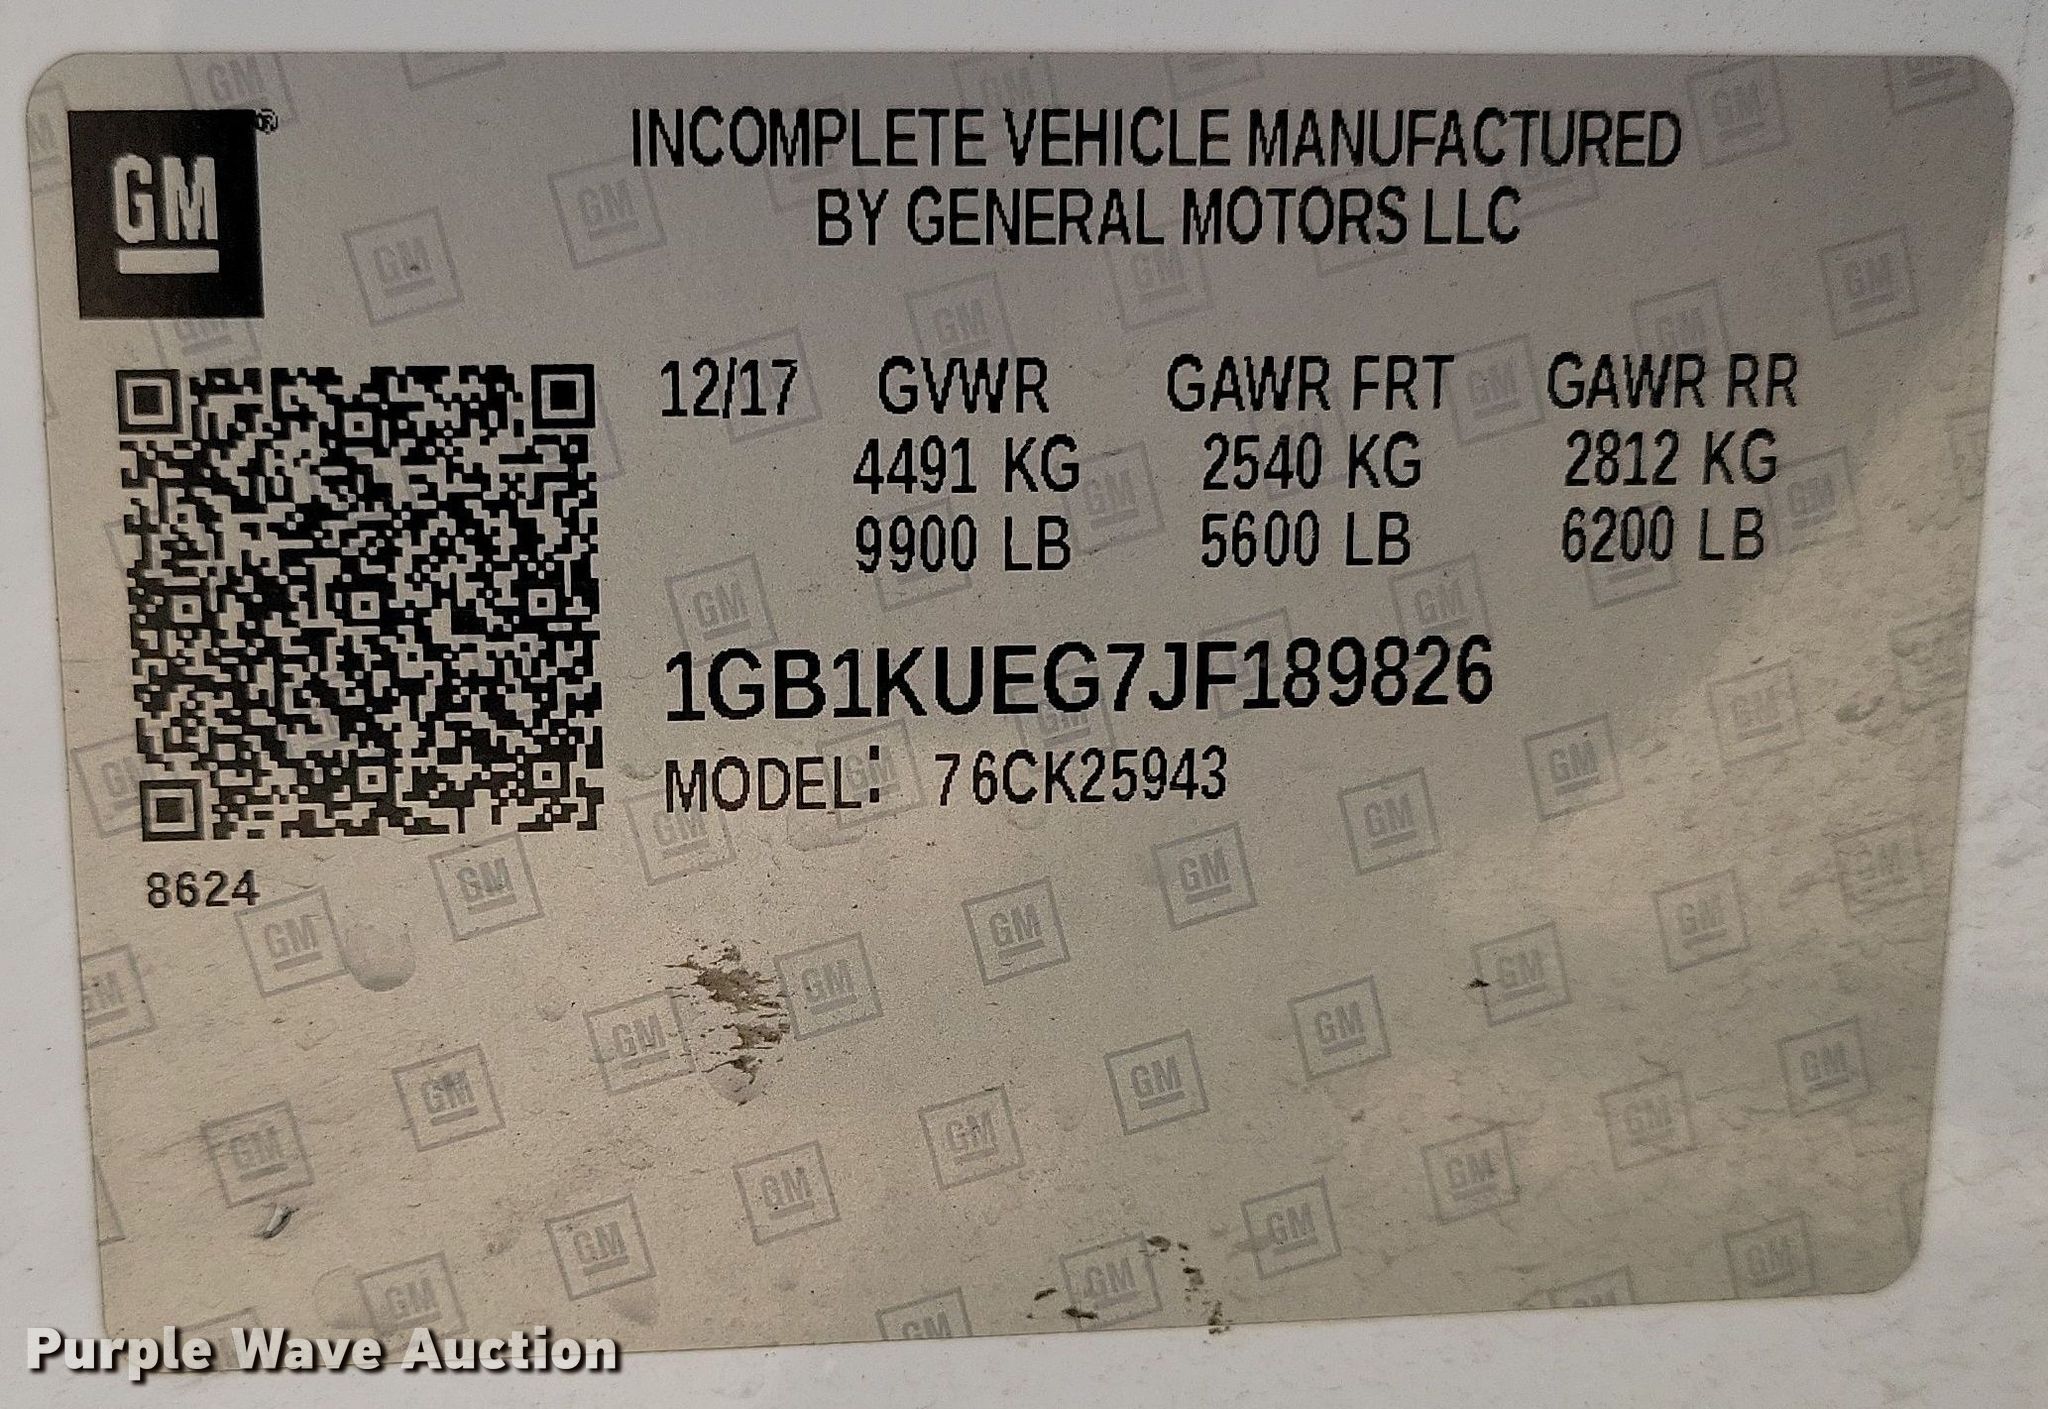 GM®
INCOMPLETE VEHICLE MANUFACTURED
BY GENERAL MOTORS LLC
12/17 GVWR GAWR FRT GAWR RR
4491 KG 2540 KG 2812 KG
9900 LB 5600 LB 6200 LB
1GB1KUEG7JF189826
MODEL: 76CK25943
8624
Purple Wave Auction